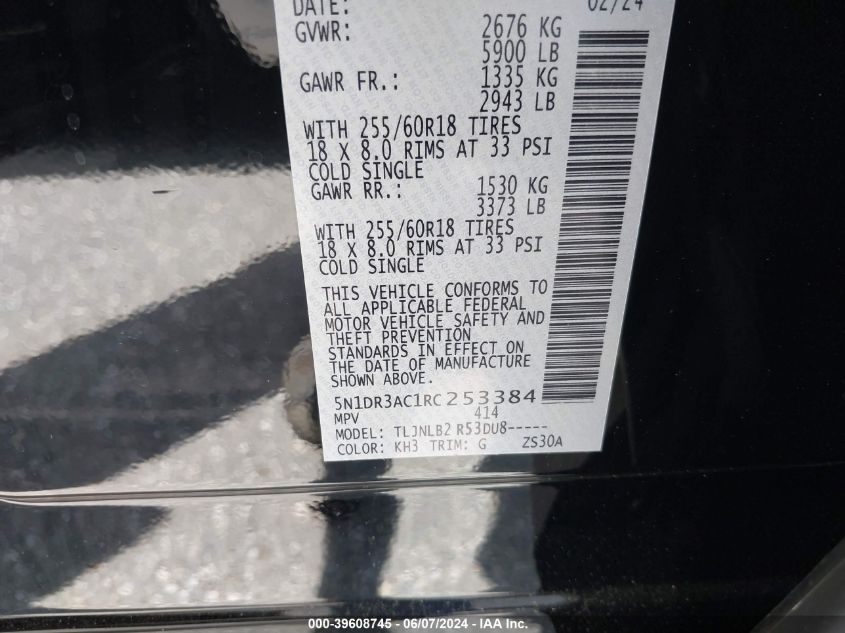 DATE: 02/24
GVWR: 2676 KG
5900 LB
GAWR FR.: 1335 KG
2943 LB
WITH 255/60R18 TIRES
18 X 8.0 RIMS AT 33 PSI
COLD SINGLE
GAWR RR.: 1530 KG
3373 LB
WITH 255/60R18 TIRES
18 X 8.0 RIMS AT 33 PSI
COLD SINGLE
THIS VEHICLE CONFORMS TO
ALL APPLICABLE FEDERAL
MOTOR VEHICLE SAFETY AND
THEFT PREVENTION
STANDARDS IN EFFECT ON
THE DATE OF MANUFACTURE
SHOWN ABOVE.
5N1DR3AC1RC253384
MPV 414
MODEL: TLJNLB2 R53DU8-----
COLOR: KH3 TRIM: G ZS30A
000-39608745 - 06/07/2024 - IAA Inc.